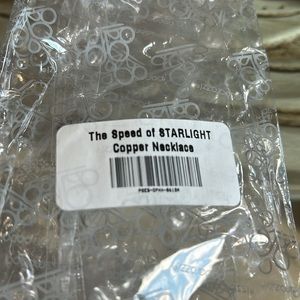 The Speed of STARLIGHT
Copper Necklace